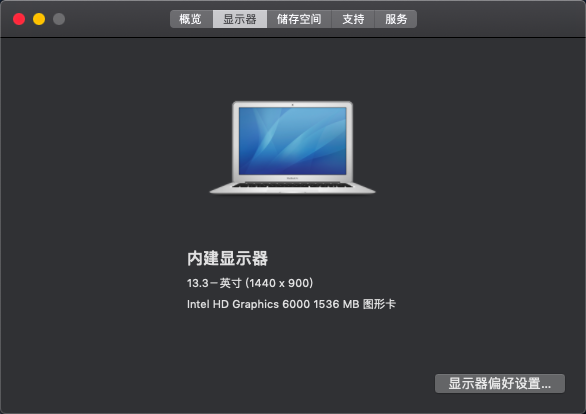 概览 显示器 储存空间 支持 服务
内建显示器
13.3－英寸 (1440 x 900)
Intel HD Graphics 6000 1536 MB 图形卡
显示器偏好设置...